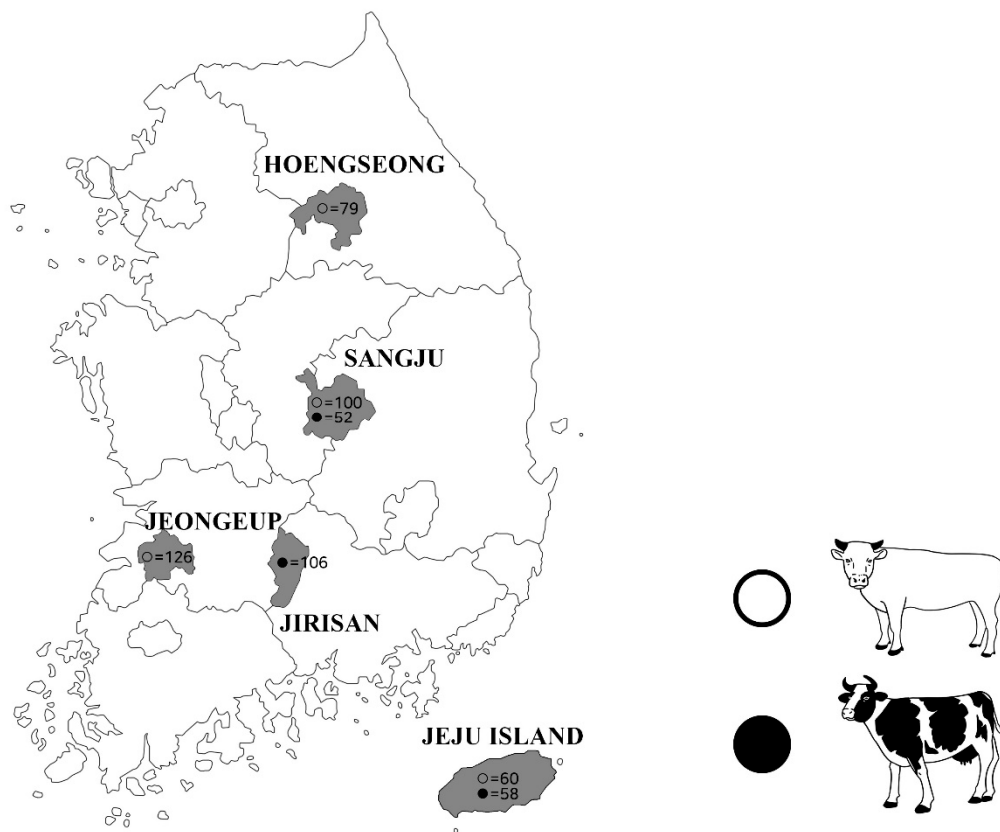 HOENGSEONG
○=79
SANGJU
○=100
●=52
JEONGEUP
○=126
●=106
JIRISAN
JEJU ISLAND
○=60
●=58